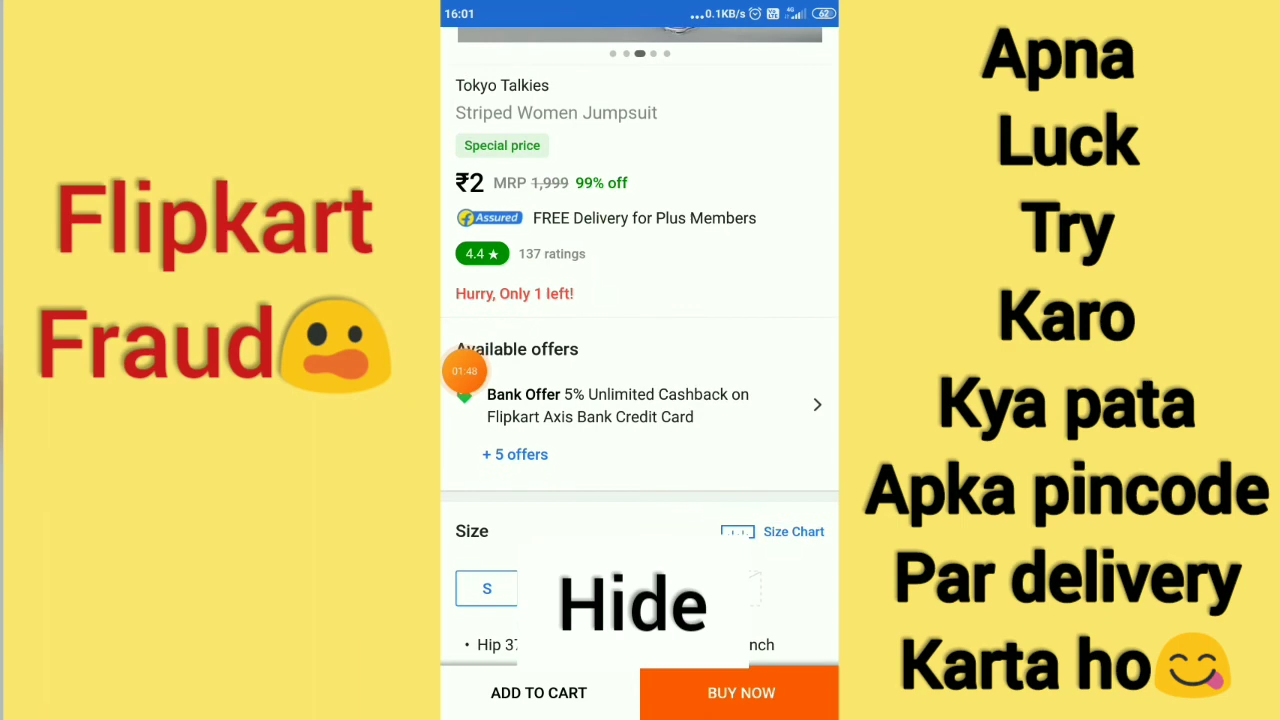 Flipkart
Fraud😲
16:01
...0.1KB/s 4G 62
Tokyo Talkies
Striped Women Jumpsuit
Special price
₹2 MRP 1,999 99% off
Assured FREE Delivery for Plus Members
4.4 ★ 137 ratings
Hurry, Only 1 left!
Available offers
01:48
Bank Offer 5% Unlimited Cashback on
Flipkart Axis Bank Credit Card
+ 5 offers
Size Size Chart
S
Hide
• Hip 37 nch
ADD TO CART BUY NOW
Apna
Luck
Try
Karo
Kya pata
Apka pincode
Par delivery
Karta ho😋